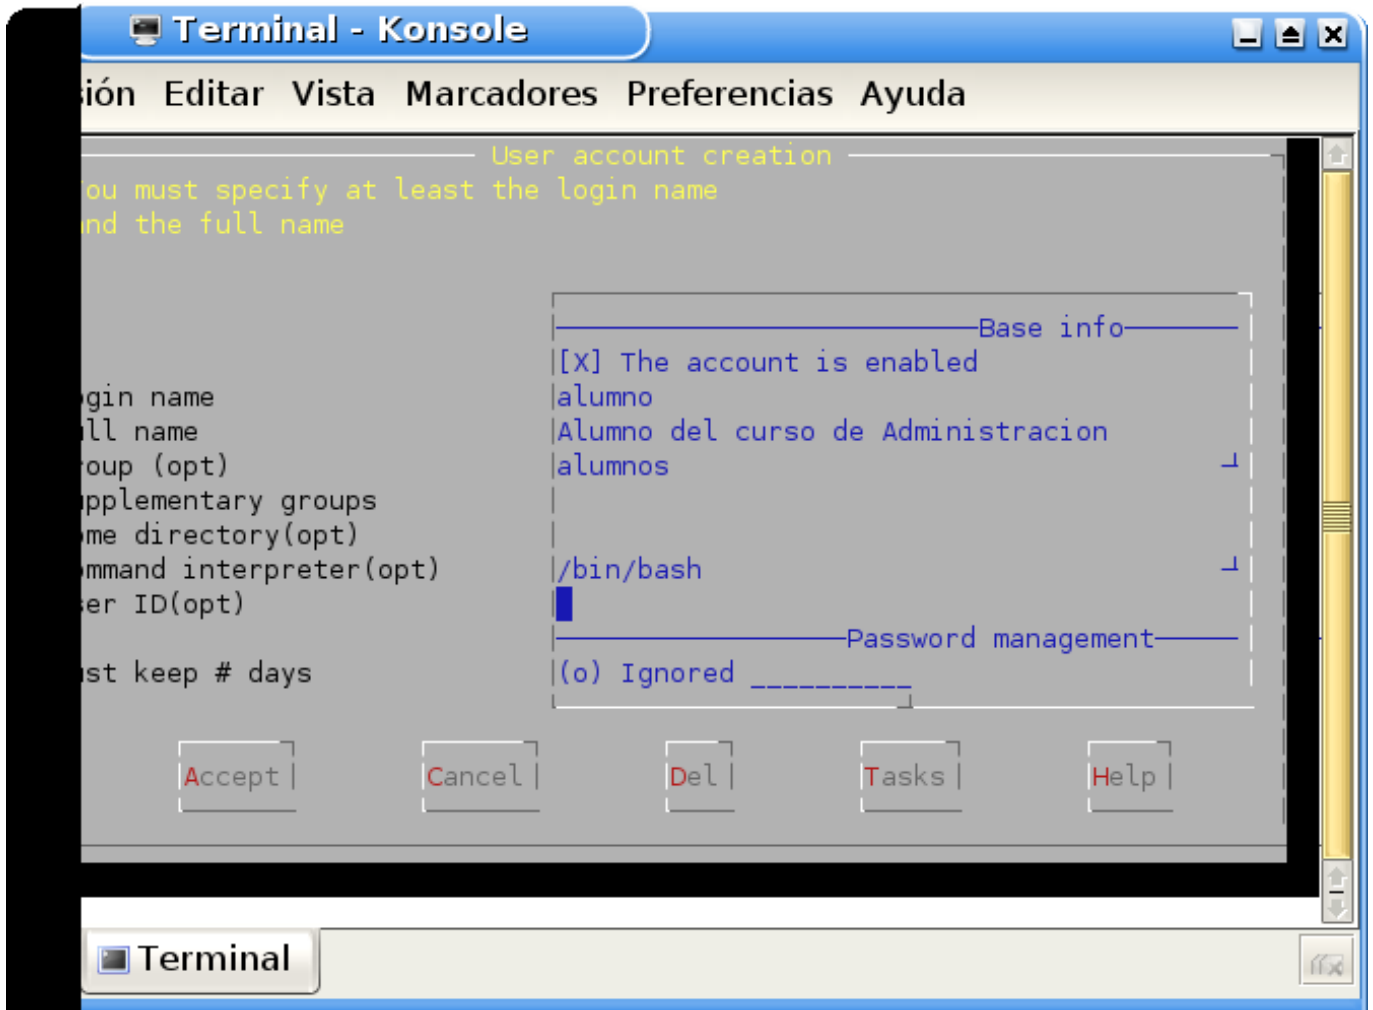 Terminal - Konsole
ión Editar Vista Marcadores Preferencias Ayuda
User account creation
ou must specify at least the login name
nd the full name
Base info
[X] The account is enabled
gin name alumno
ll name Alumno del curso de Administracion
oup (opt) alumnos
pplementary groups
me directory(opt)
mmand interpreter(opt) /bin/bash
er ID(opt)
Password management
st keep # days (o) Ignored __________
Accept Cancel Del Tasks Help
Terminal